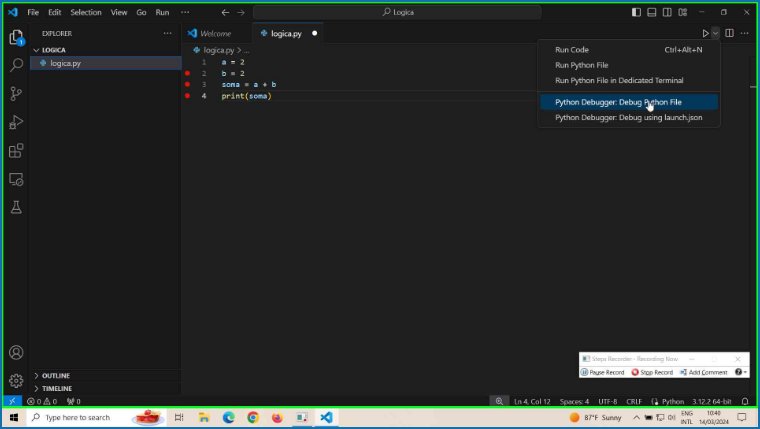 File Edit Selection View Go Run ... Logica
EXPLORER ...
Welcome logica.py
LOGICA
logica.py
logica.py > ...
1 a = 2
2 b = 2
3 soma = a + b
4 print(soma)
Run Code Ctrl+Alt+N
Run Python File
Run Python File in Dedicated Terminal
Python Debugger: Debug Python File
Python Debugger: Debug using launch.json
1
Steps Recorder - Recording Now
Pause Record Stop Record Add Comment
OUTLINE
TIMELINE
0 0 0 Ln 4, Col 12 Spaces: 4 UTF-8 CRLF Python 3.12.2 64-bit
Type here to search 87°F Sunny ENG INTL 10:40 14/03/2024